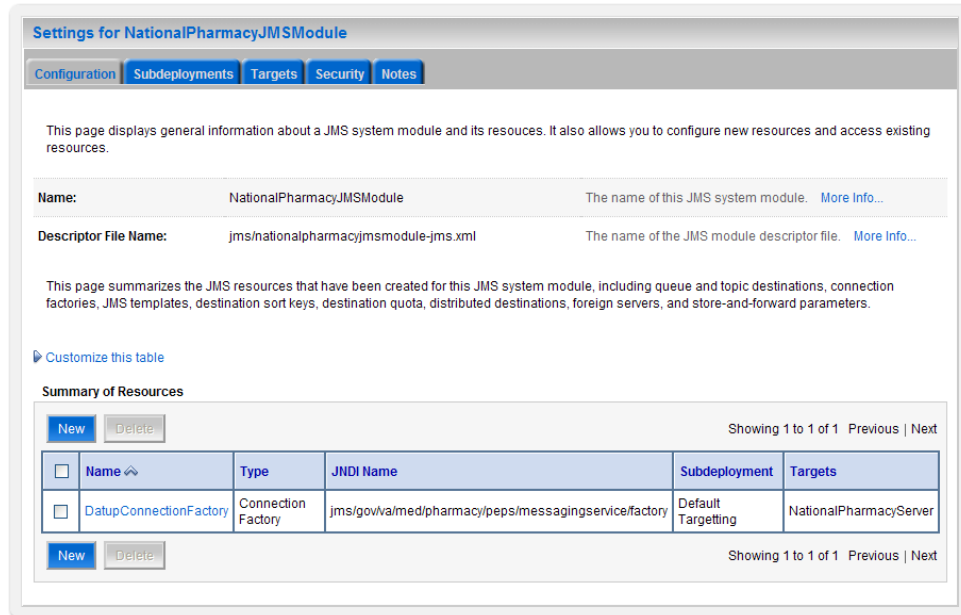 Settings for NationalPharmacyJMSModule
Configuration Subdeployments Targets Security Notes
This page displays general information about a JMS system module and its resouces. It also allows you to configure new resources and access existing
resources.
Name: NationalPharmacyJMSModule The name of this JMS system module. More Info...
Descriptor File Name: jms/nationalpharmacyjmsmodule-jms.xml The name of the JMS module descriptor file. More Info...
This page summarizes the JMS resources that have been created for this JMS system module, including queue and topic destinations, connection
factories, JMS templates, destination sort keys, destination quota, distributed destinations, foreign servers, and store-and-forward parameters.
Customize this table
Summary of Resources
New Delete Showing 1 to 1 of 1 Previous | Next
Name Type JNDI Name Subdeployment Targets
DatupConnectionFactory Connection Factory jms/gov/va/med/pharmacy/peps/messagingservice/factory Default Targetting NationalPharmacyServer
New Delete Showing 1 to 1 of 1 Previous | Next